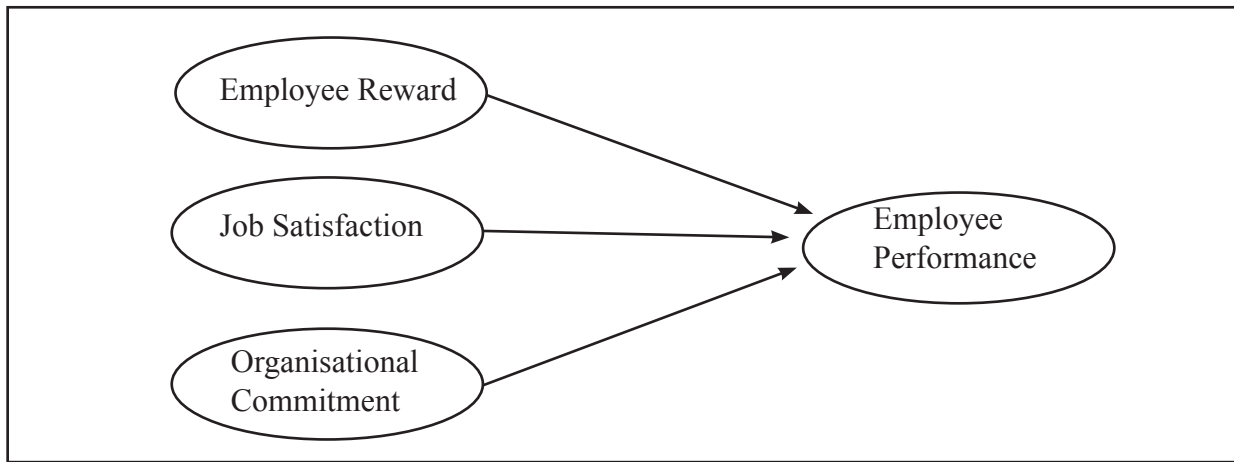 Employee Reward
Job Satisfaction
Organisational
Commitment
Employee
Performance